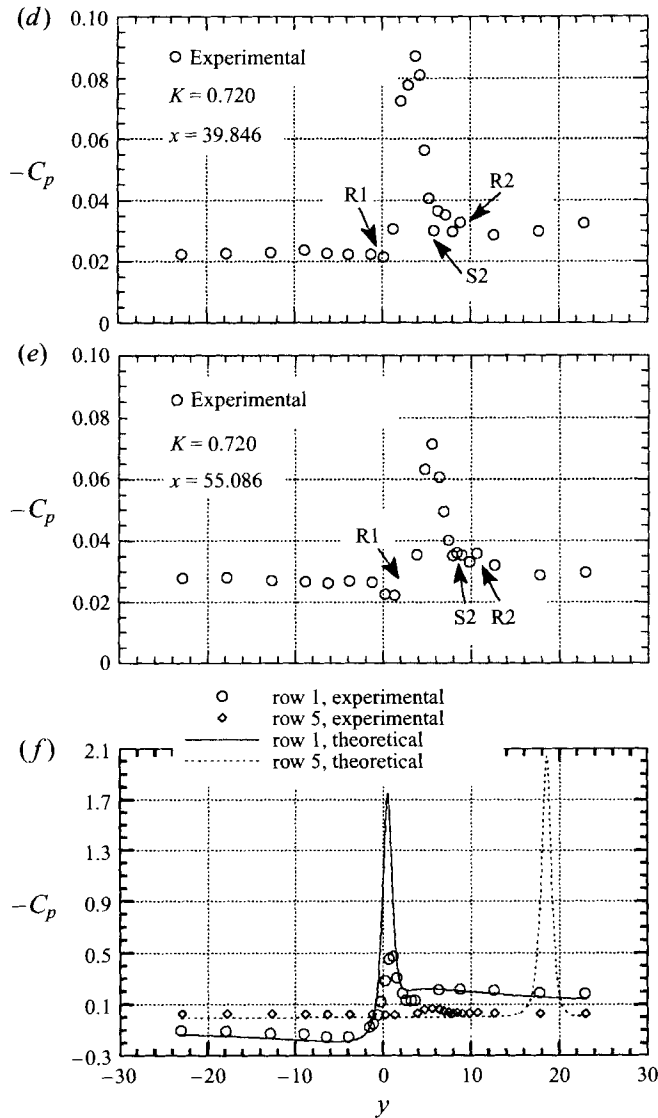 (d)
0.10
0.08
0.06
0.04
0.02
0
−Cp
Experimental
K = 0.720
x = 39.846
R1
R2
S2
(e)
0.10
0.08
0.06
0.04
0.02
0
−Cp
Experimental
K = 0.720
x = 55.086
R1
S2
R2
row 1, experimental
row 5, experimental
row 1, theoretical
row 5, theoretical
(f)
2.1
1.7
1.3
0.9
0.5
0.1
−0.3
−Cp
−30 −20 −10 0 10 20 30
y